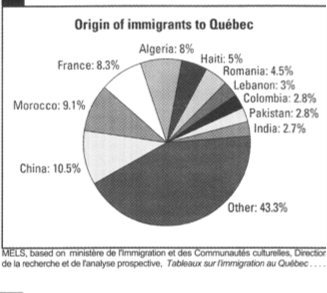 Origin of immigrants to Québec
Algeria: 8%
Haiti: 5%
France: 8.3%
Romania: 4.5%
Lebanon: 3%
Colombia: 2.8%
Morocco: 9.1%
Pakistan: 2.8%
India: 2.7%
China: 10.5%
Other: 43.3%
MELS, based on ministère de l'Immigration et des Communautés culturelles, Direction
de la recherche et de l'analyse prospective, Tableaux sur l'immigration au Québec . . . .